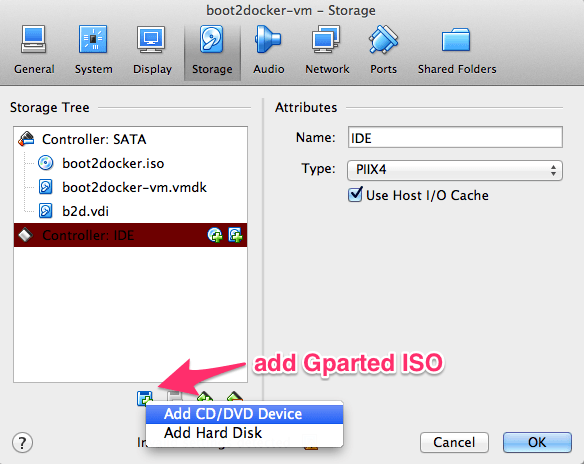 boot2docker-vm – Storage
General System Display Storage Audio Network Ports Shared Folders
Storage Tree
Attributes
Controller: SATA
boot2docker.iso
boot2docker-vm.vmdk
b2d.vdi
Controller: IDE
Name: IDE
Type: PIIX4
Use Host I/O Cache
add Gparted ISO
Add CD/DVD Device
Add Hard Disk
?
Cancel
OK